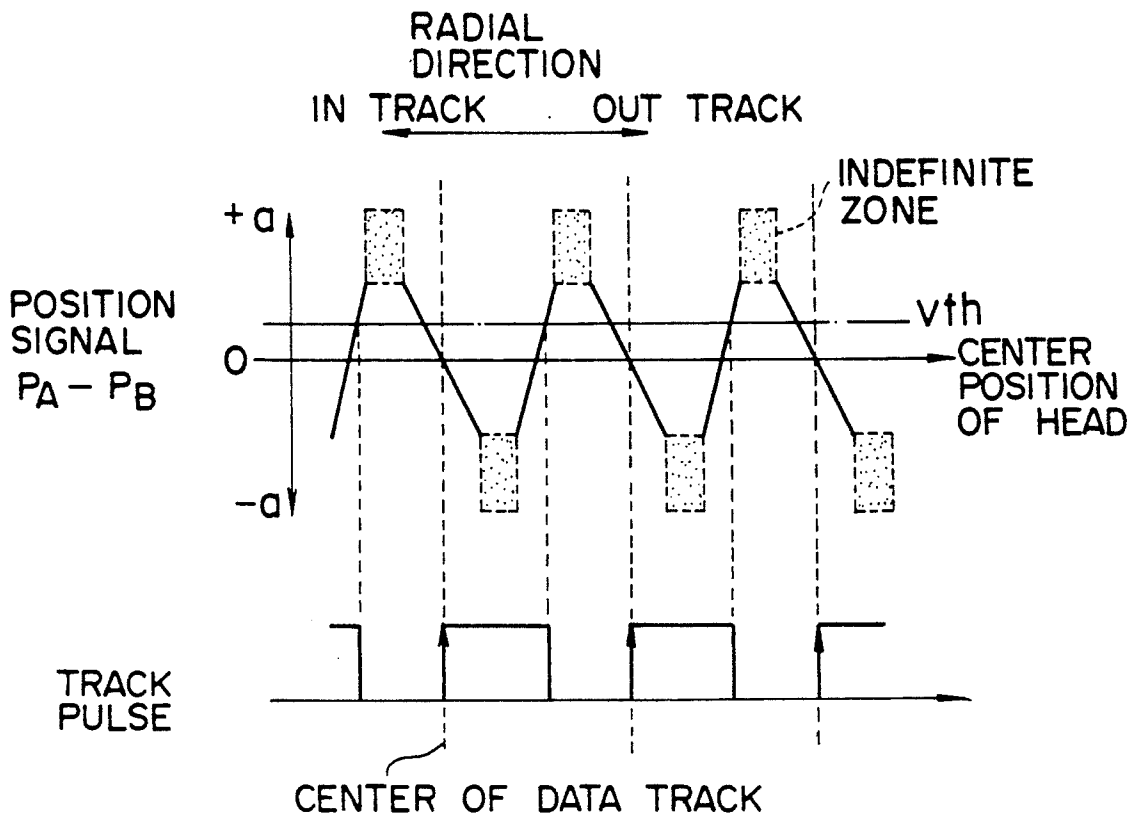 RADIAL
DIRECTION
IN TRACK OUT TRACK
INDEFINITE
ZONE
+a
POSITION
SIGNAL
PA - PB
Vth
0
CENTER
POSITION
OF HEAD
-a
TRACK
PULSE
CENTER OF DATA TRACK